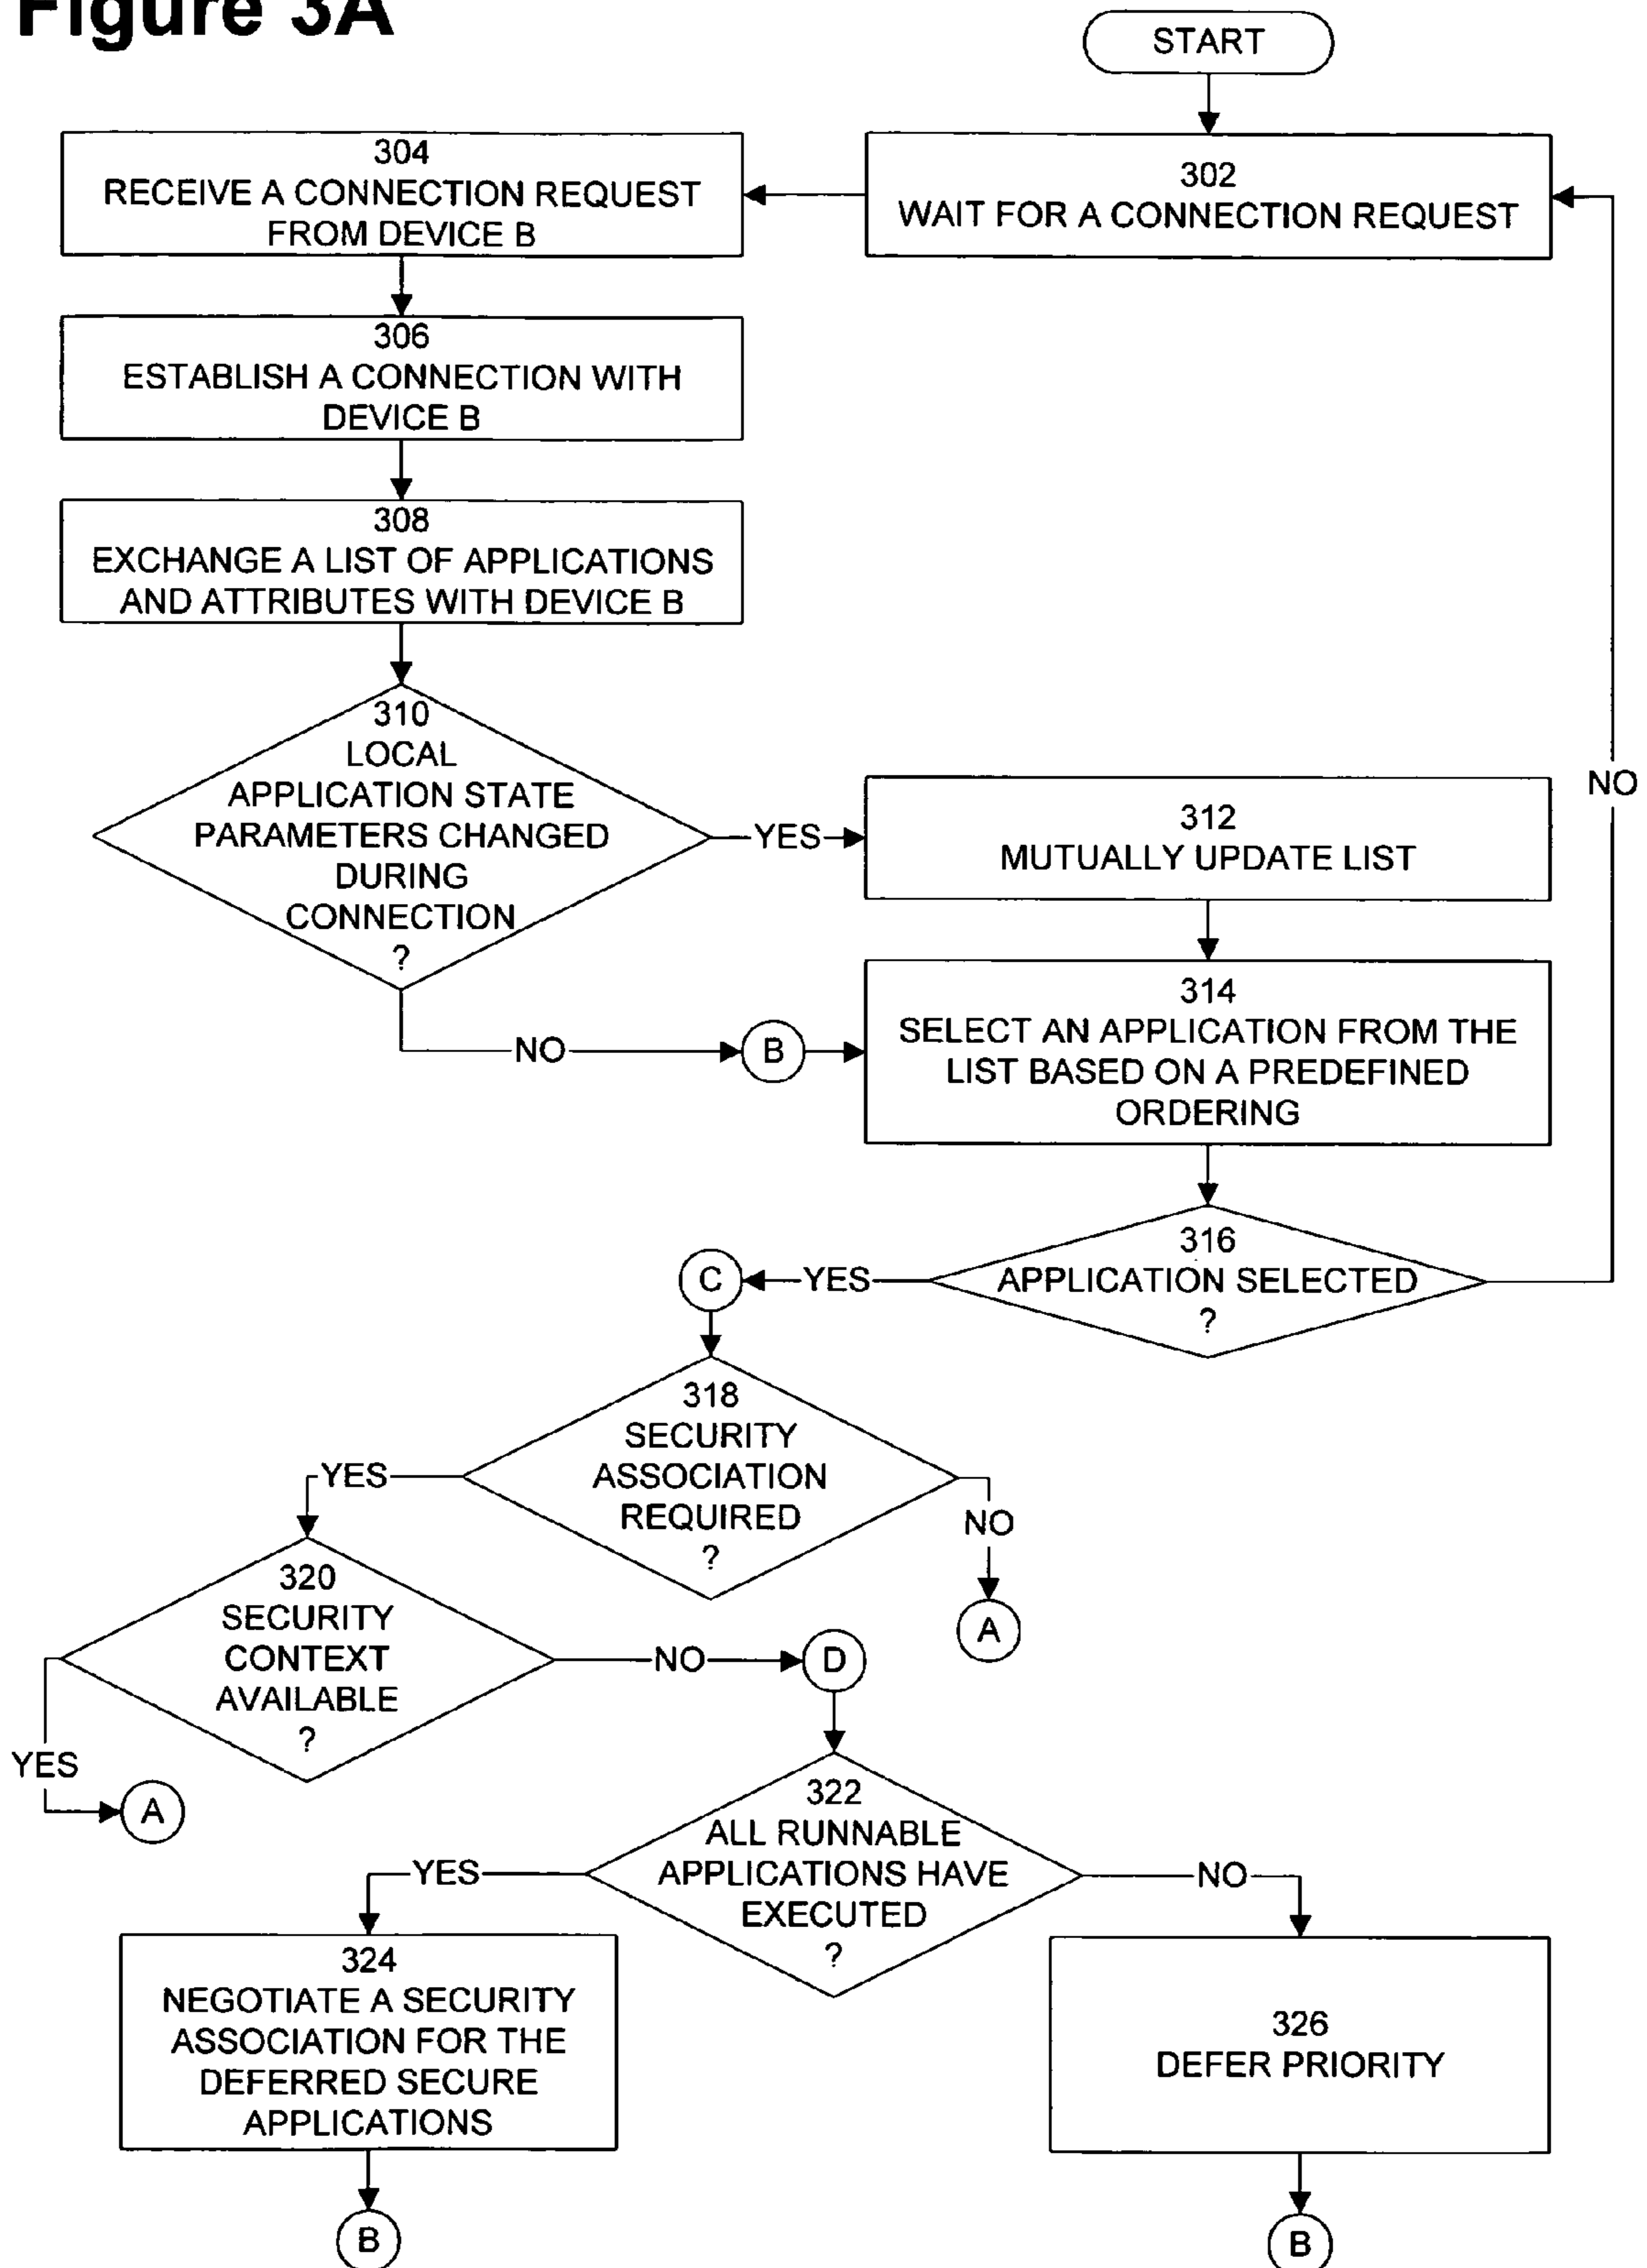 Figure 3A
START
302
WAIT FOR A CONNECTION REQUEST
304
RECEIVE A CONNECTION REQUEST
FROM DEVICE B
306
ESTABLISH A CONNECTION WITH
DEVICE B
308
EXCHANGE A LIST OF APPLICATIONS
AND ATTRIBUTES WITH DEVICE B
310
LOCAL
APPLICATION STATE
PARAMETERS CHANGED
DURING
CONNECTION
?
YES
312
MUTUALLY UPDATE LIST
NO
NO
B
314
SELECT AN APPLICATION FROM THE
LIST BASED ON A PREDEFINED
ORDERING
316
APPLICATION SELECTED
?
YES
C
318
SECURITY
ASSOCIATION
REQUIRED
?
YES
NO
A
320
SECURITY
CONTEXT
AVAILABLE
?
NO
D
YES
A
322
ALL RUNNABLE
APPLICATIONS HAVE
EXECUTED
?
YES
NO
324
NEGOTIATE A SECURITY
ASSOCIATION FOR THE
DEFERRED SECURE
APPLICATIONS
326
DEFER PRIORITY
B
B